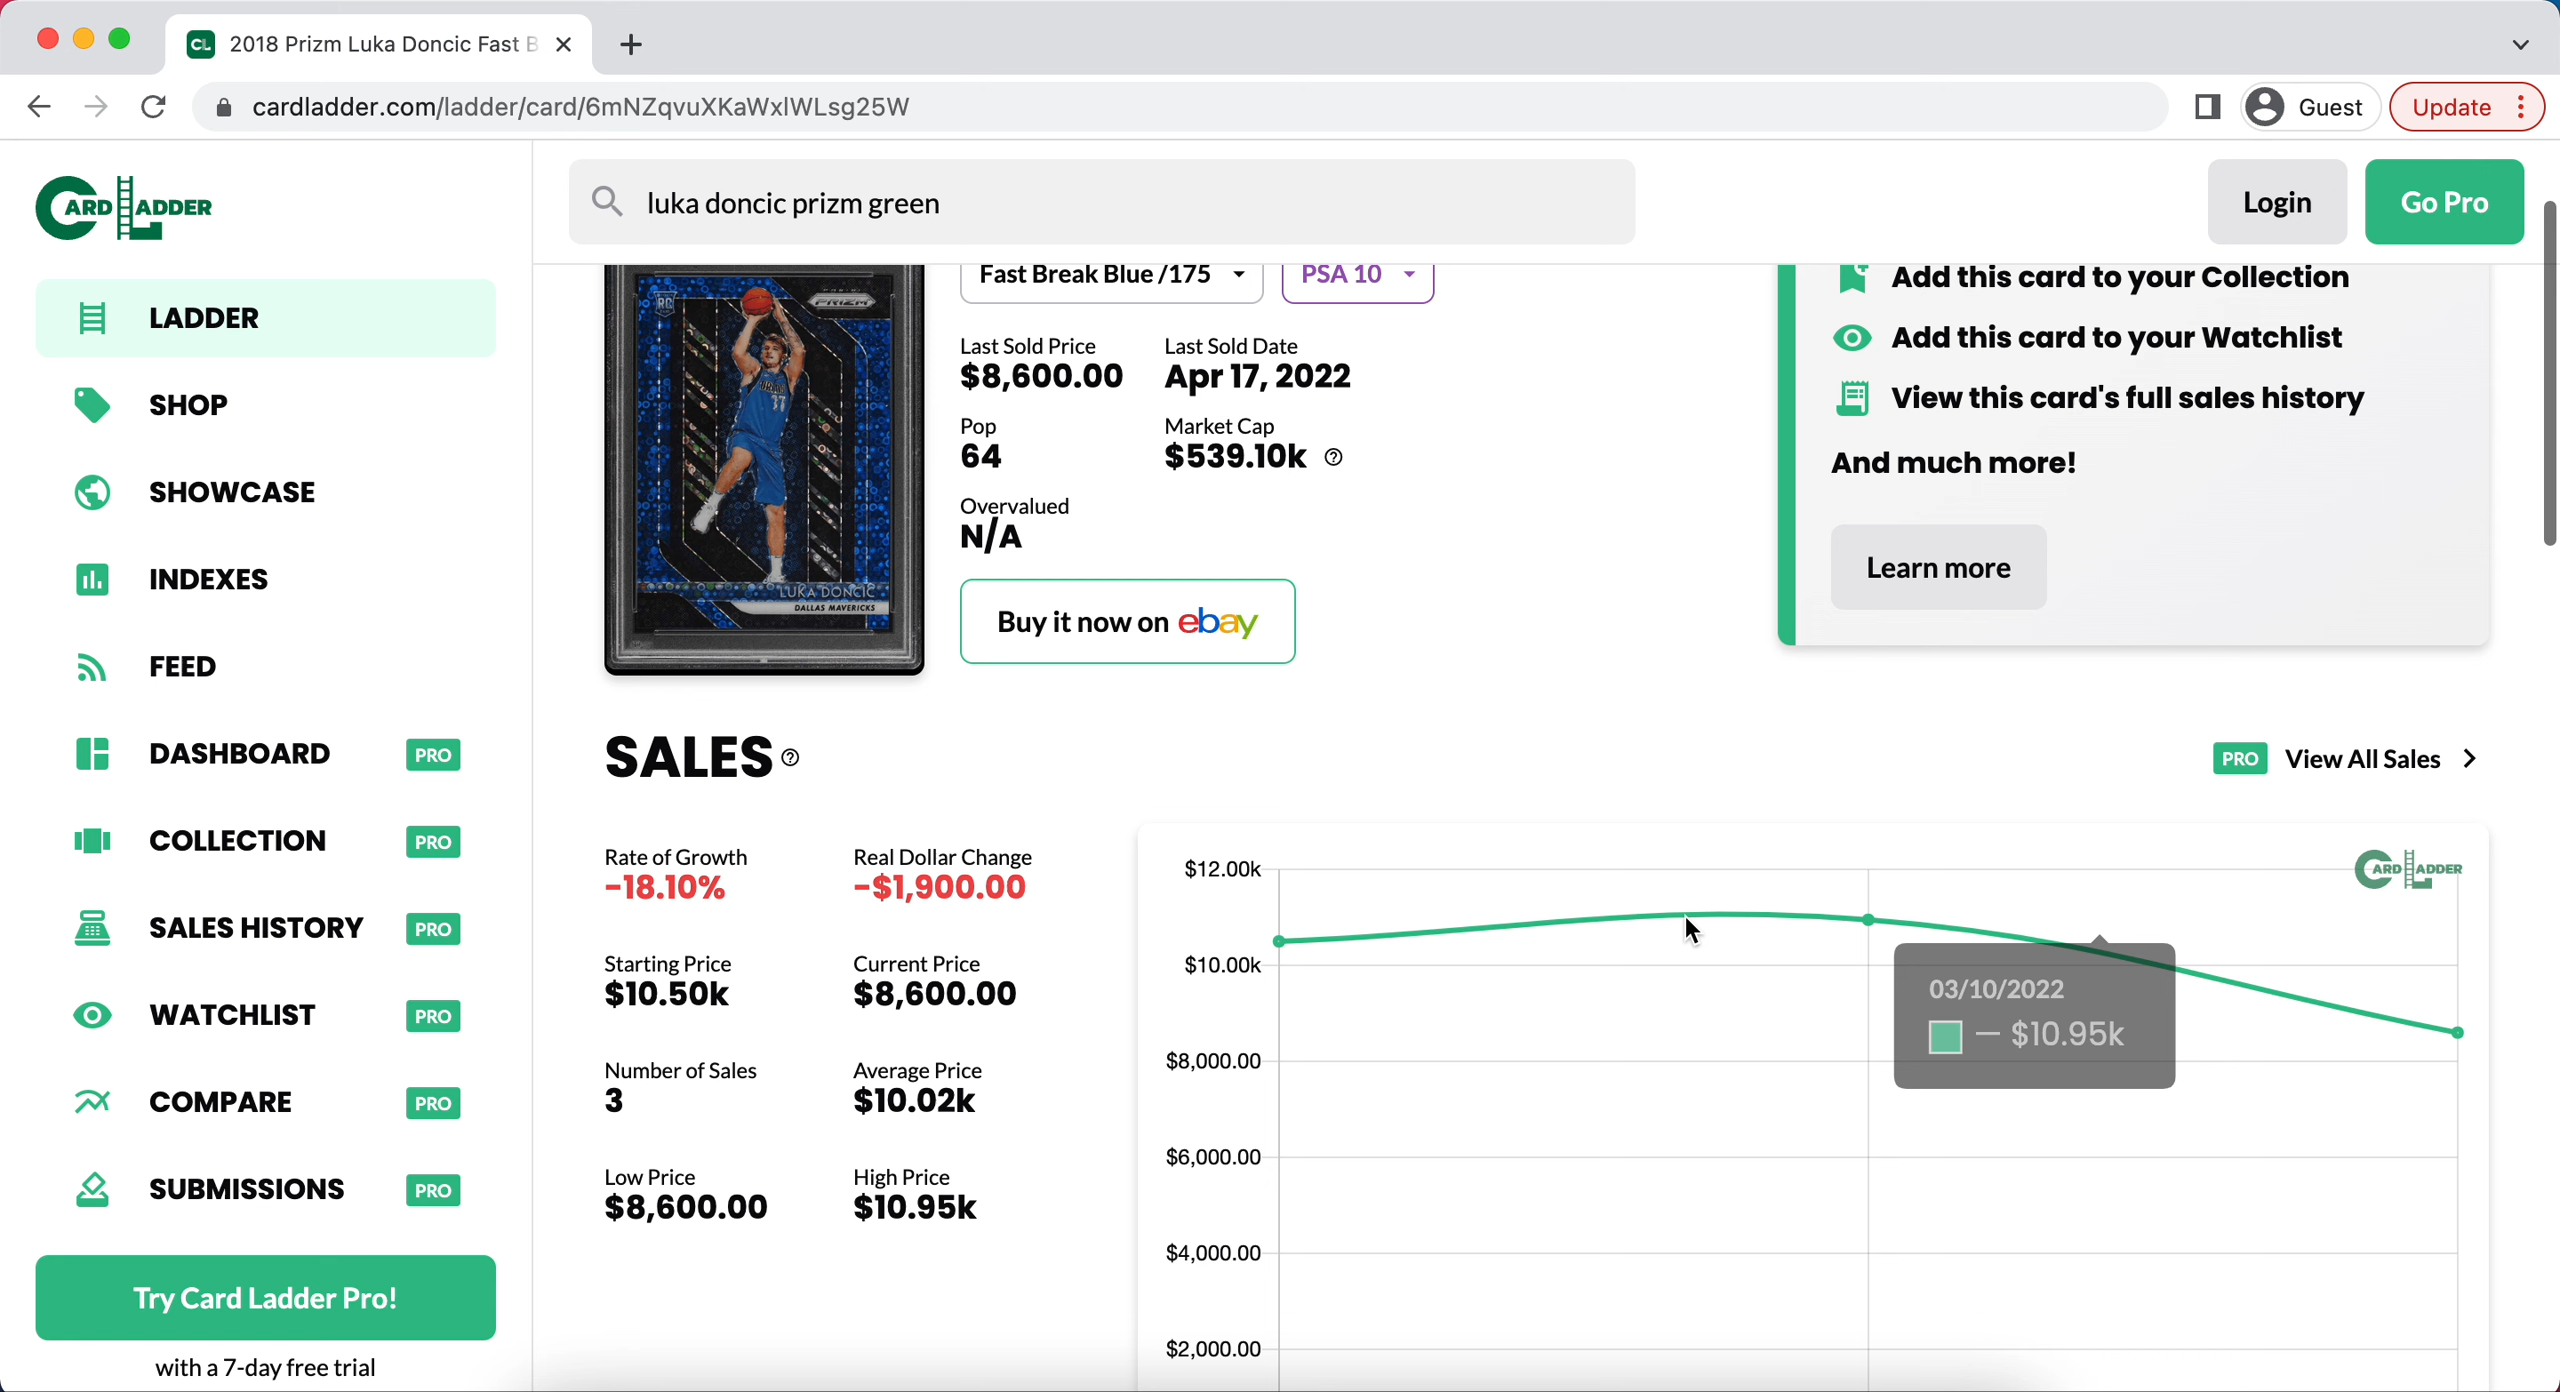 2018 Prizm Luka Doncic Fast B
cardladder.com/ladder/card/6mNZqvuXKaWxlWLsg25W
Guest
Update
CARD LADDER
luka doncic prizm green
Login
Go Pro
LADDER
SHOP
SHOWCASE
INDEXES
FEED
DASHBOARD PRO
COLLECTION PRO
SALES HISTORY PRO
WATCHLIST PRO
COMPARE PRO
SUBMISSIONS PRO
Try Card Ladder Pro!
with a 7-day free trial
RC
PRIZM
37
LUKA DONCIC
DALLAS MAVERICKS
Fast Break Blue /175
PSA 10
Last Sold Price
$8,600.00
Last Sold Date
Apr 17, 2022
Pop
64
Market Cap
$539.10k
Overvalued
N/A
Buy it now on ebay
Add this card to your Collection
Add this card to your Watchlist
View this card's full sales history
And much more!
Learn more
SALES
PRO View All Sales
Rate of Growth
-18.10%
Real Dollar Change
-$1,900.00
Starting Price
$10.50k
Current Price
$8,600.00
Number of Sales
3
Average Price
$10.02k
Low Price
$8,600.00
High Price
$10.95k
CARD LADDER
$12.00k
$10.00k
$8,000.00
$6,000.00
$4,000.00
$2,000.00
03/10/2022
— $10.95k